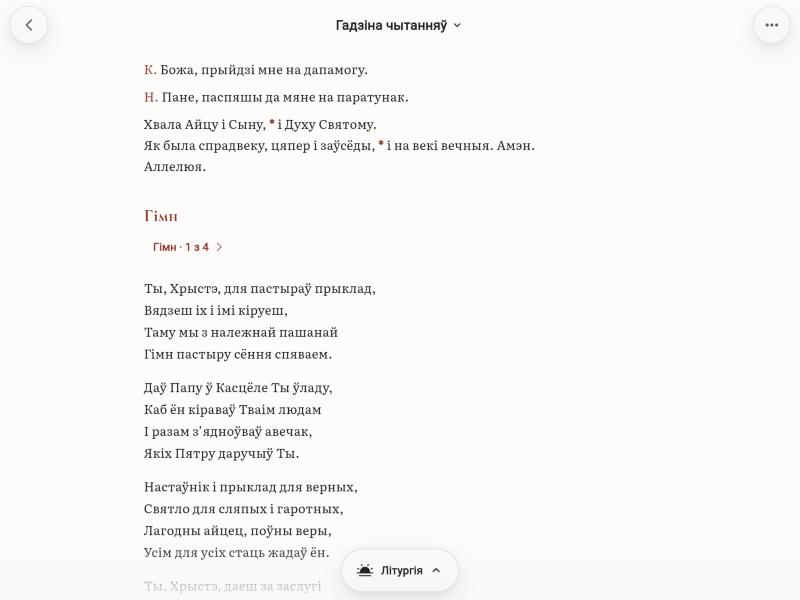 Гадзіна чытанняў
К. Божа, прыйдзі мне на дапамогу.
Н. Пане, паспяшы да мяне на паратунак.
Хвала Айцу і Сыну, * і Духу Святому.
Як была спрадвеку, цяпер і заўсёды, * і на векі вечныя. Амэн.
Аллелюя.
Гімн
Гімн · 1 з 4
Ты, Хрыстэ, для пастыраў прыклад,
Вядзеш іх і імі кіруеш,
Таму мы з належнай пашанай
Гімн пастыру сёння спяваем.
Даў Папу ў Касцёле Ты ўладу,
Каб ён кіраваў Тваім людам
І разам з’ядноўваў авечак,
Якіх Пятру даручыў Ты.
Настаўнік і прыклад для верных,
Святло для сляпых і гаротных,
Лагодны айцец, поўны веры,
Усім для усіх стаць жадаў ён.
Ты, Хрыстэ, даеш за заслугі
Літургія